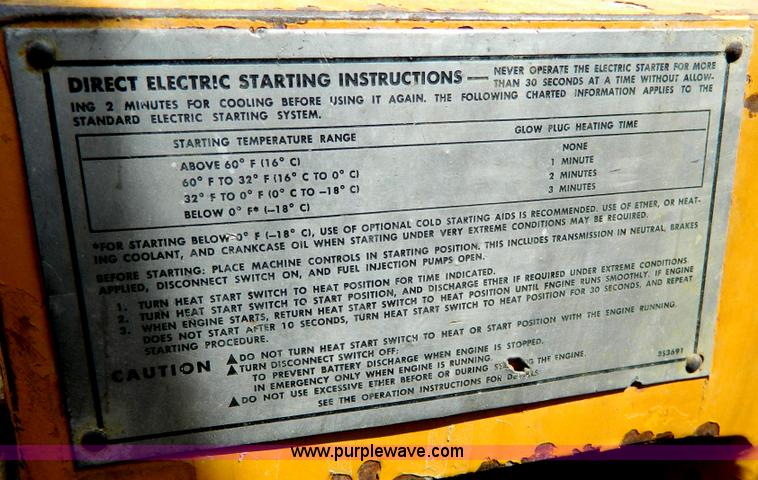 DIRECT ELECTRIC STARTING INSTRUCTIONS — NEVER OPERATE THE ELECTRIC STARTER FOR MORE
THAN 30 SECONDS AT A TIME WITHOUT ALLOW-
ING 2 MINUTES FOR COOLING BEFORE USING IT AGAIN. THE FOLLOWING CHARTED INFORMATION APPLIES TO THE
STANDARD ELECTRIC STARTING SYSTEM.
STARTING TEMPERATURE RANGE GLOW PLUG HEATING TIME
ABOVE 60° F (16° C) NONE
60° F TO 32° F (16° C TO 0° C) 1 MINUTE
32° F TO 0° F (0° C TO –18° C) 2 MINUTES
BELOW 0° F* (–18° C) 3 MINUTES
*FOR STARTING BELOW 0° F (–18° C), USE OF OPTIONAL COLD STARTING AIDS IS RECOMMENDED. USE OF ETHER, OR HEAT-
ING COOLANT, AND CRANKCASE OIL WHEN STARTING UNDER VERY EXTREME CONDITIONS MAY BE REQUIRED.
BEFORE STARTING: PLACE MACHINE CONTROLS IN STARTING POSITION. THIS INCLUDES TRANSMISSION IN NEUTRAL, BRAKES
APPLIED, DISCONNECT SWITCH ON, AND FUEL INJECTION PUMPS OPEN.
1. TURN HEAT START SWITCH TO HEAT POSITION FOR TIME INDICATED.
2. TURN HEAT START SWITCH TO START POSITION, AND DISCHARGE ETHER IF REQUIRED UNDER EXTREME CONDITIONS.
3. WHEN ENGINE STARTS, RETURN HEAT START SWITCH TO HEAT POSITION UNTIL ENGINE RUNS SMOOTHLY. IF ENGINE
DOES NOT START AFTER 10 SECONDS, TURN HEAT START SWITCH TO HEAT POSITION FOR 30 SECONDS, AND REPEAT
STARTING PROCEDURE.
CAUTION ▲DO NOT TURN HEAT START SWITCH TO HEAT OR START POSITION WITH THE ENGINE RUNNING.
▲TURN DISCONNECT SWITCH OFF:
TO PREVENT BATTERY DISCHARGE WHEN ENGINE IS STOPPED.
IN EMERGENCY ONLY WHEN ENGINE IS RUNNING.
▲DO NOT USE EXCESSIVE ETHER BEFORE OR DURING STARTING THE ENGINE.
SEE THE OPERATION INSTRUCTIONS FOR DETAILS
353691
www.purplewave.com